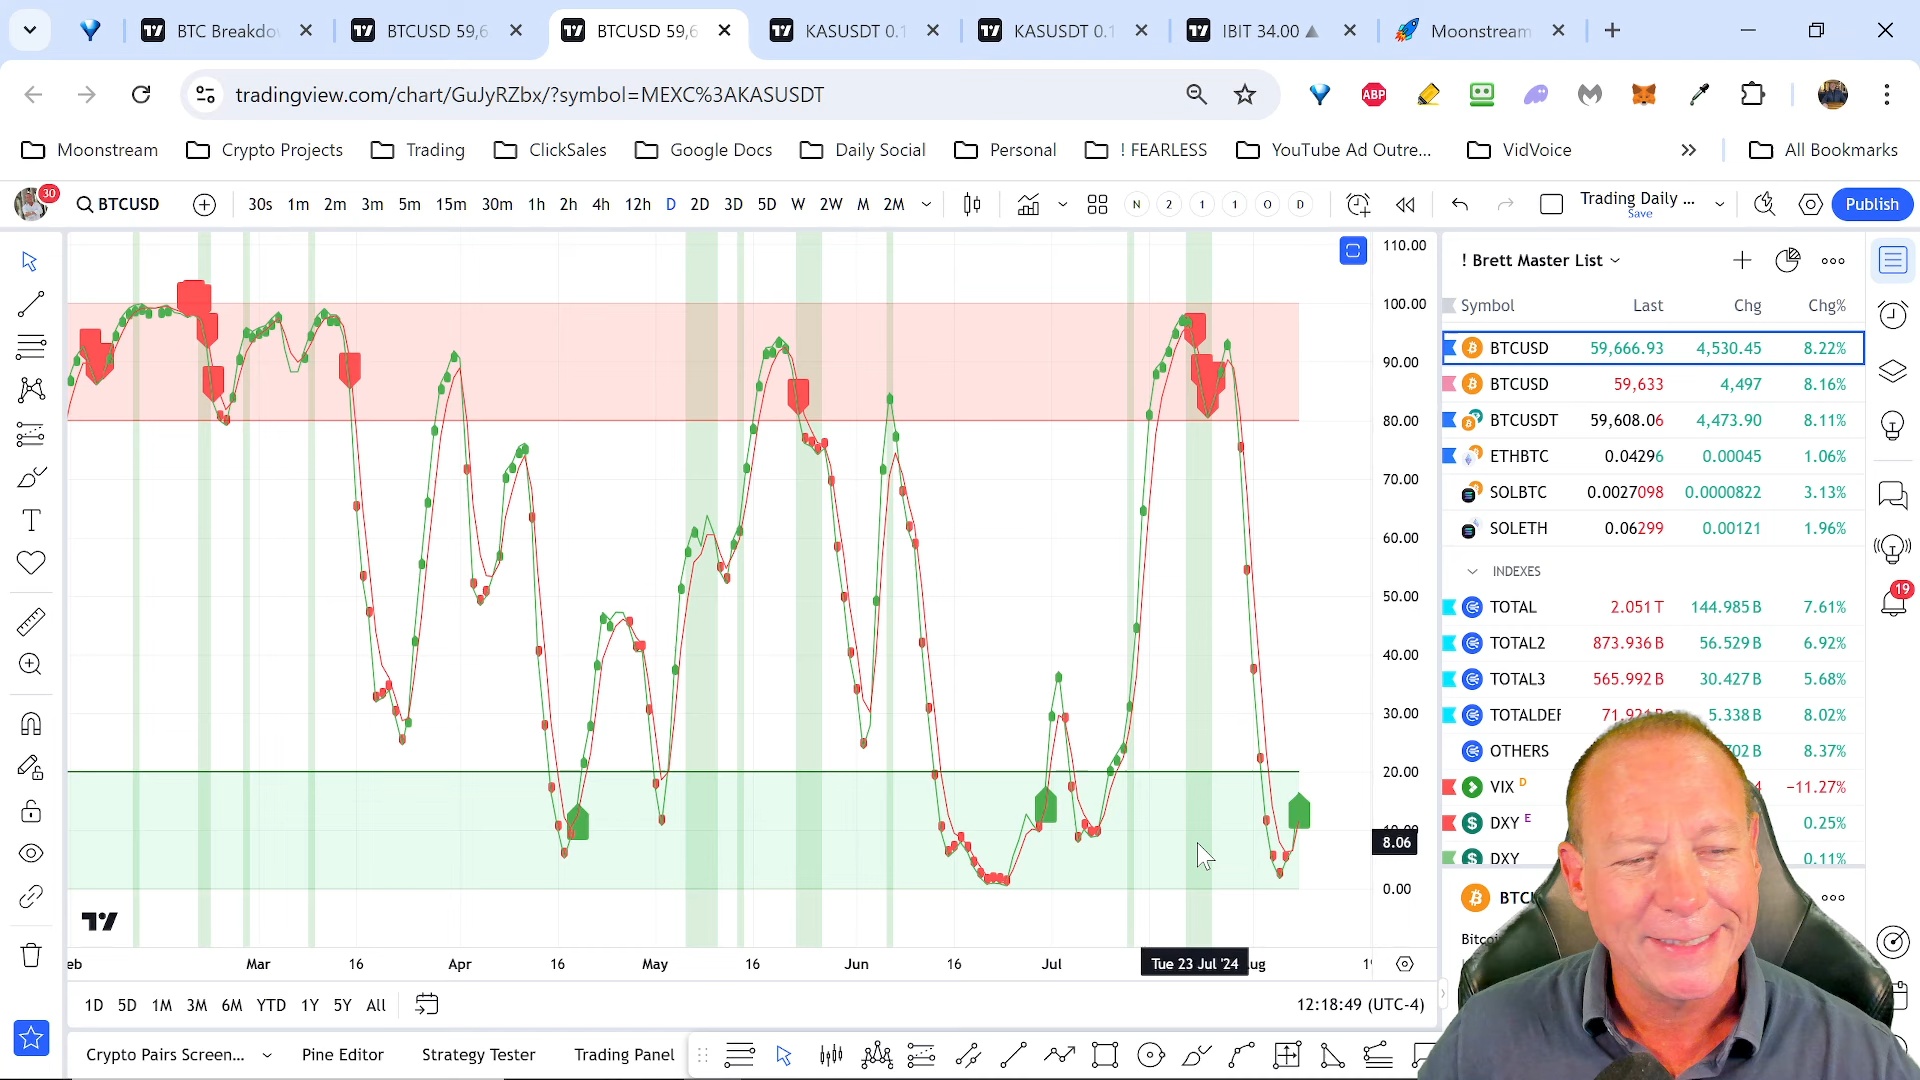 BTC Breakdo
BTCUSD 59,6
BTCUSD 59,6
KASUSDT 0.1
KASUSDT 0.1
IBIT 34.00
Moonstream
tradingview.com/chart/GuJyRZbx/?symbol=MEXC%3AKASUSDT
ABP
Moonstream Crypto Projects Trading ClickSales Google Docs Daily Social Personal ! FEARLESS YouTube Ad Outre... VidVoice All Bookmarks
30 BTCUSD 30s 1m 2m 3m 5m 15m 30m 1h 2h 4h 12h D 2D 3D 5D W 2W M 2M N 2 1 1 O D Trading Daily ... Save Publish
110.00
100.00
90.00
80.00
70.00
60.00
50.00
40.00
30.00
20.00
8.06
0.00
eb Mar 16 Apr 16 May 16 Jun 16 Jul Tue 23 Jul '24 ug
1D 5D 1M 3M 6M YTD 1Y 5Y All 12:18:49 (UTC-4)
Crypto Pairs Screen... Pine Editor Strategy Tester Trading Panel
! Brett Master List
Symbol Last Chg Chg%
BTCUSD 59,666.93 4,530.45 8.22%
BTCUSD 59,633 4,497 8.16%
BTCUSDT 59,608.06 4,473.90 8.11%
ETHBTC 0.04296 0.00045 1.06%
SOLBTC 0.0027098 0.0000822 3.13%
SOLETH 0.06299 0.00121 1.96%
INDEXES
TOTAL 2.051 T 144.985 B 7.61%
TOTAL2 873.936 B 56.529 B 6.92%
TOTAL3 565.992 B 30.427 B 5.68%
TOTALDEF 5.338 B 8.02%
OTHERS 8.37%
VIX D −11.27%
DXY E 0.25%
DXY 0.11%
19